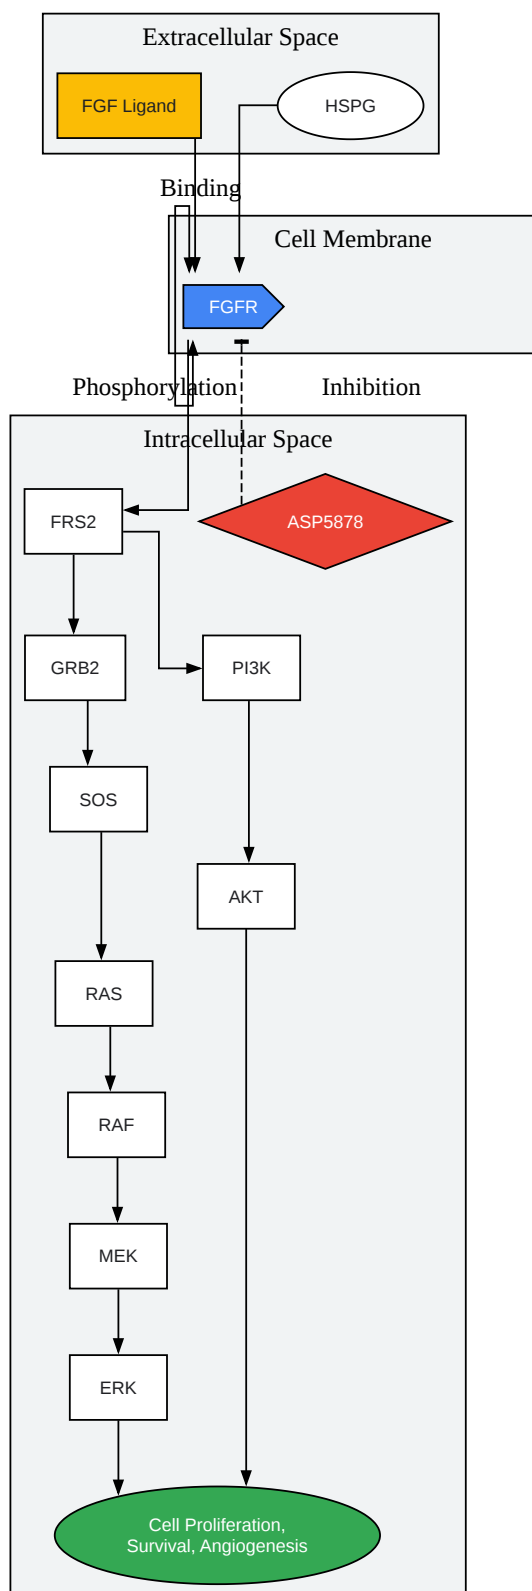 Extracellular Space
FGF Ligand
HSPG
Binding
Cell Membrane
FGFR
Phosphorylation
Inhibition
Intracellular Space
FRS2
ASP5878
GRB2
PI3K
SOS
AKT
RAS
RAF
MEK
ERK
Cell Proliferation,
Survival, Angiogenesis